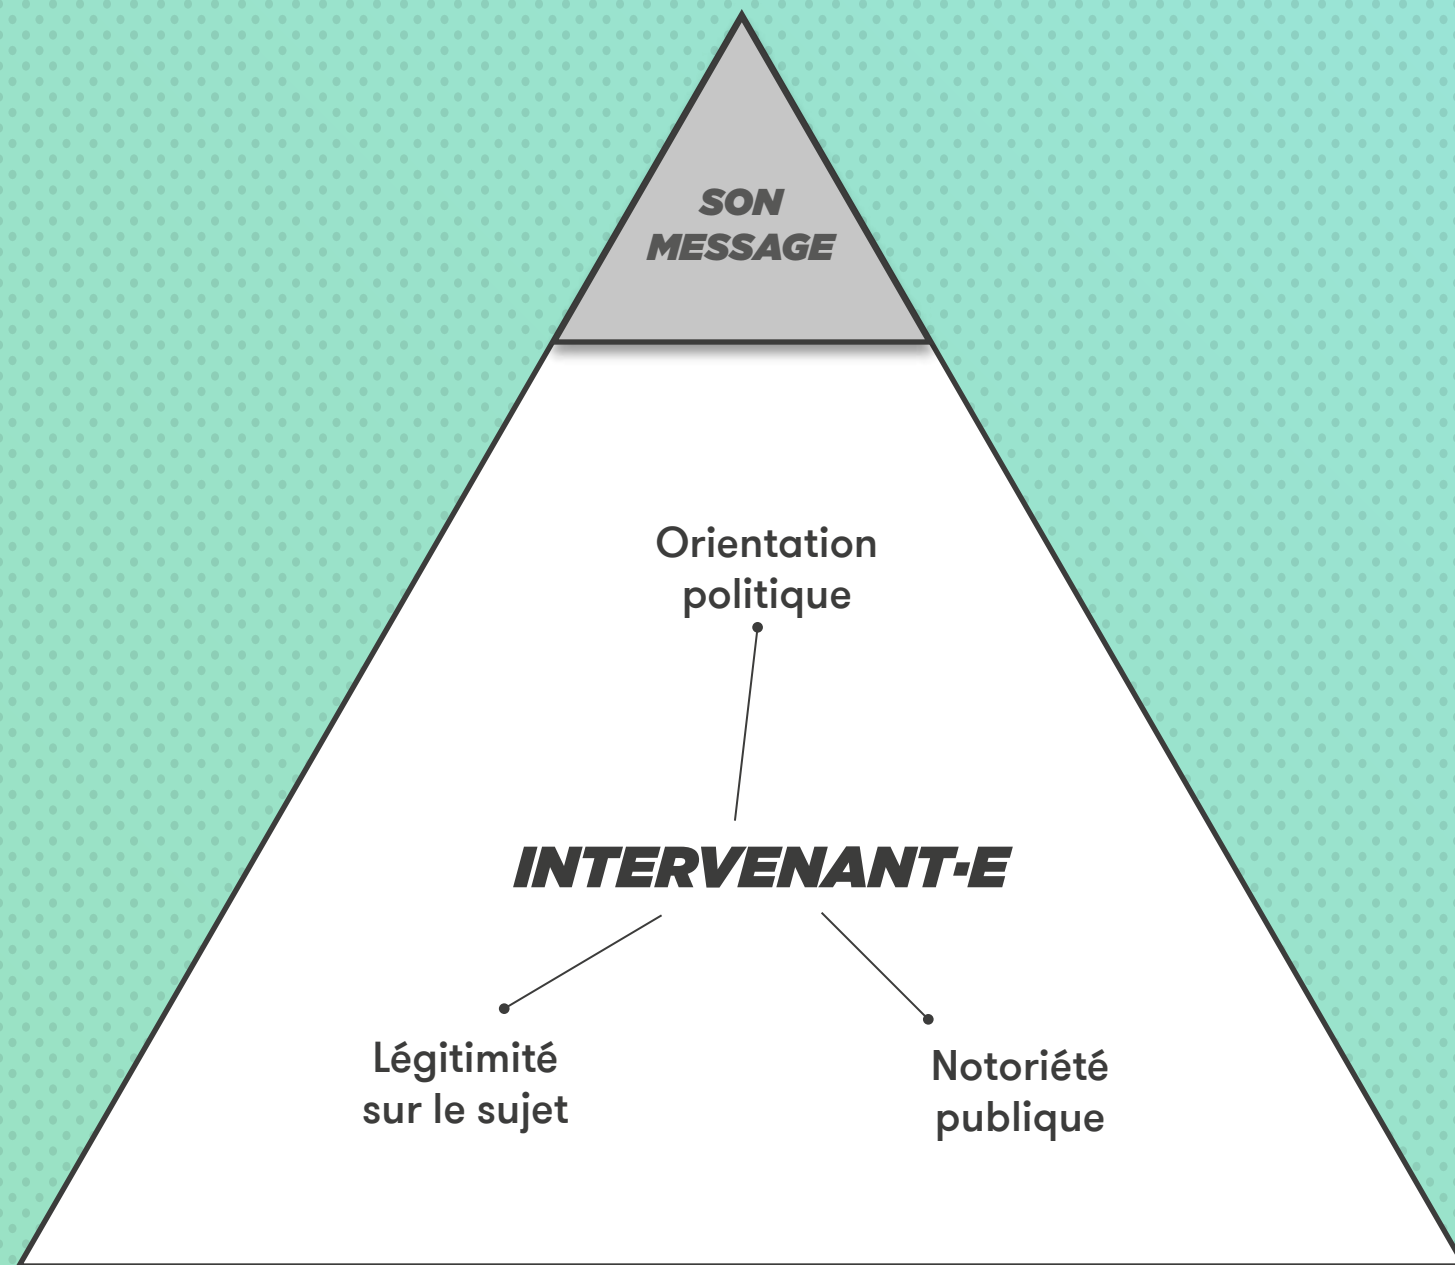 SON
MESSAGE
Orientation
politique
INTERVENANT·E
Légitimité
sur le sujet
Notoriété
publique